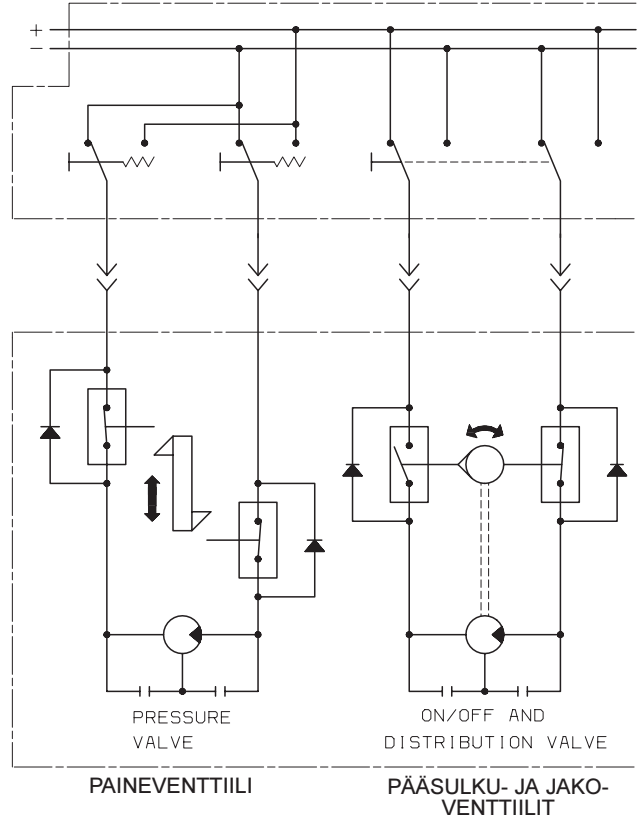 +
−
PRESSURE
VALVE
ON/OFF AND
DISTRIBUTION VALVE
PAINEVENTTIILI
PÄÄSULKU- JA JAKO-
VENTTIILIT